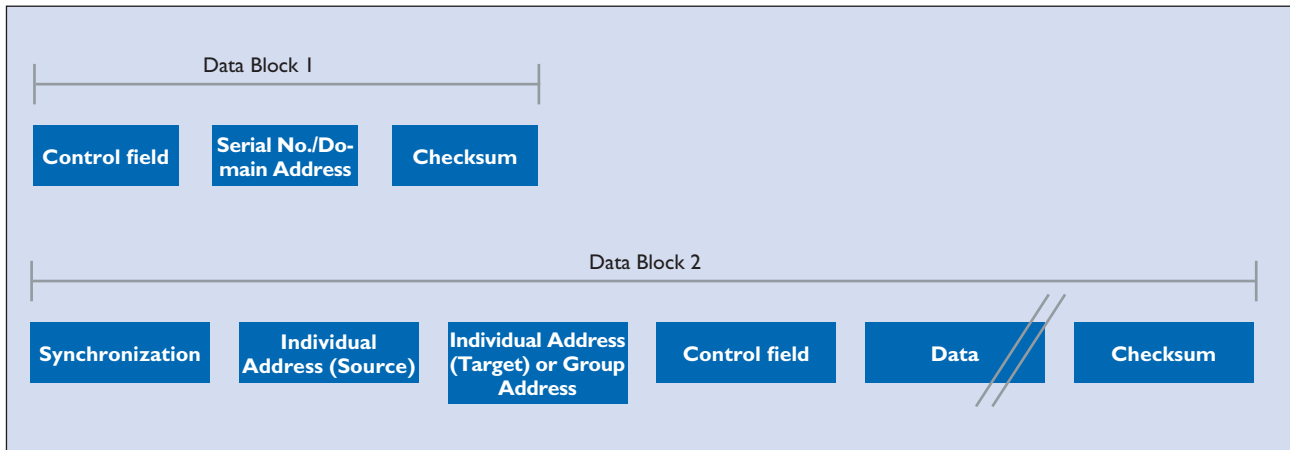 Data Block 1
Control field
Serial No./Do-
main Address
Checksum
Data Block 2
Synchronization
Individual
Address (Source)
Individual Address
(Target) or Group
Address
Control field
Data
Checksum